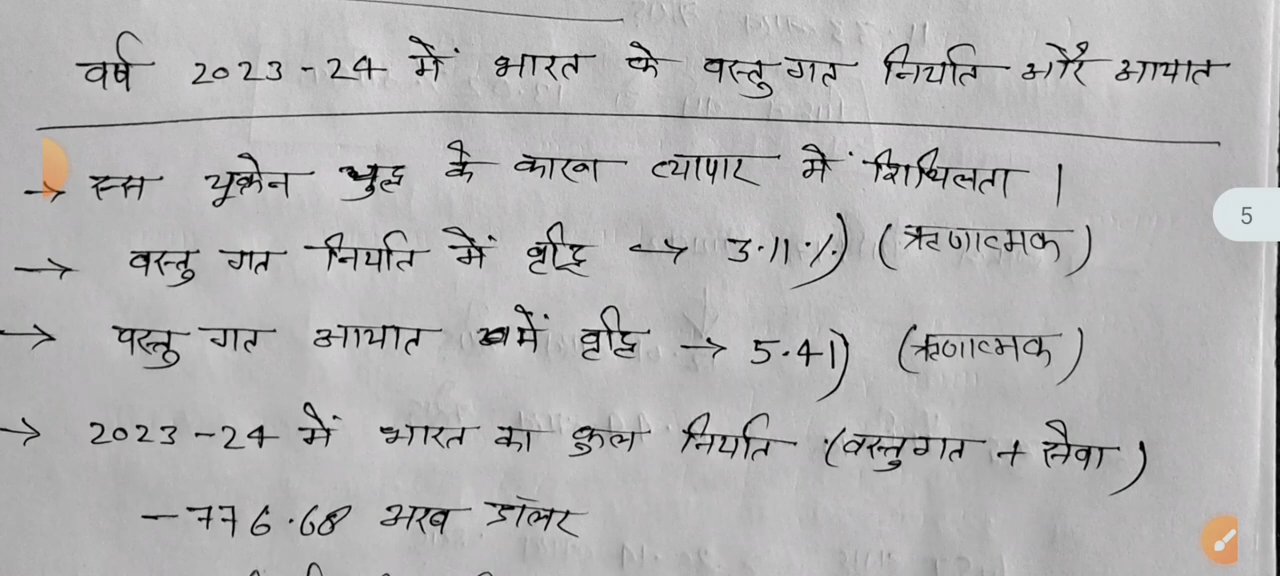 वर्ष 2023-24 में भारत के वस्तुगत निर्यात और आयात
→ रूस यूक्रेन युद्ध के कारण व्यापार में शिथिलता |
→ वस्तु गत निर्यात में वृद्धि → 3.11%) (ऋणात्मक)
→ वस्तु गत आयात में वृद्धि → 5.41) (ऋणात्मक)
→ 2023-24 में भारत का कुल निर्यात (वस्तुगत + सेवा)
- 776.68 अरब डॉलर
5